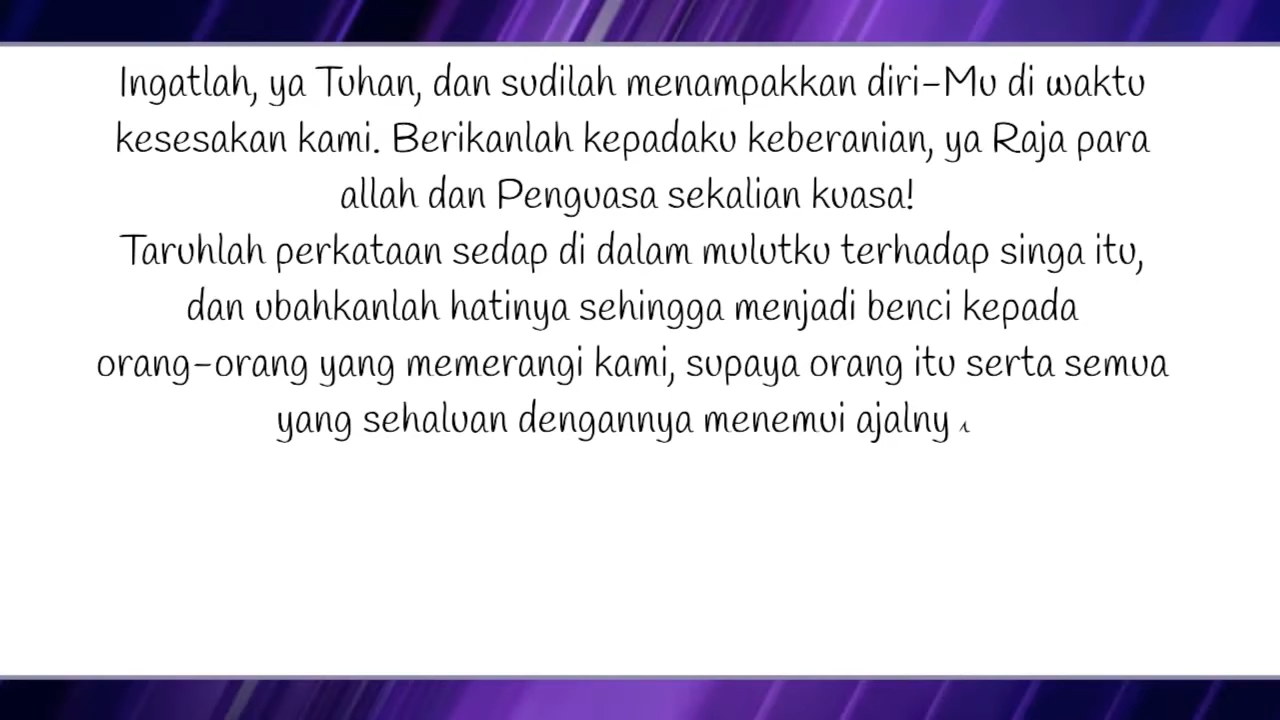 Ingatlah, ya Tuhan, dan sudilah menampakkan diri-Mu di waktu
kesesakan kami. Berikanlah kepadaku keberanian, ya Raja para
allah dan Penguasa sekalian kuasa!
Taruhlah perkataan sedap di dalam mulutku terhadap singa itu,
dan ubahkanlah hatinya sehingga menjadi benci kepada
orang-orang yang memerangi kami, supaya orang itu serta semua
yang sehaluan dengannya menemui ajalny